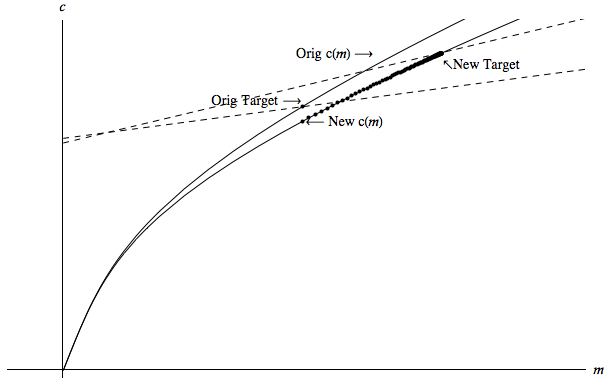 c
Orig c(m) →
↖New Target
Orig Target →
← New c(m)
m